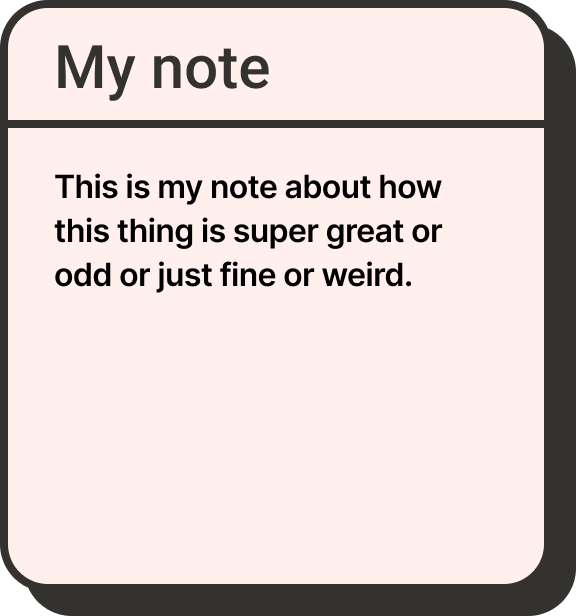 My note
This is my note about how
this thing is super great or
odd or just fine or weird.